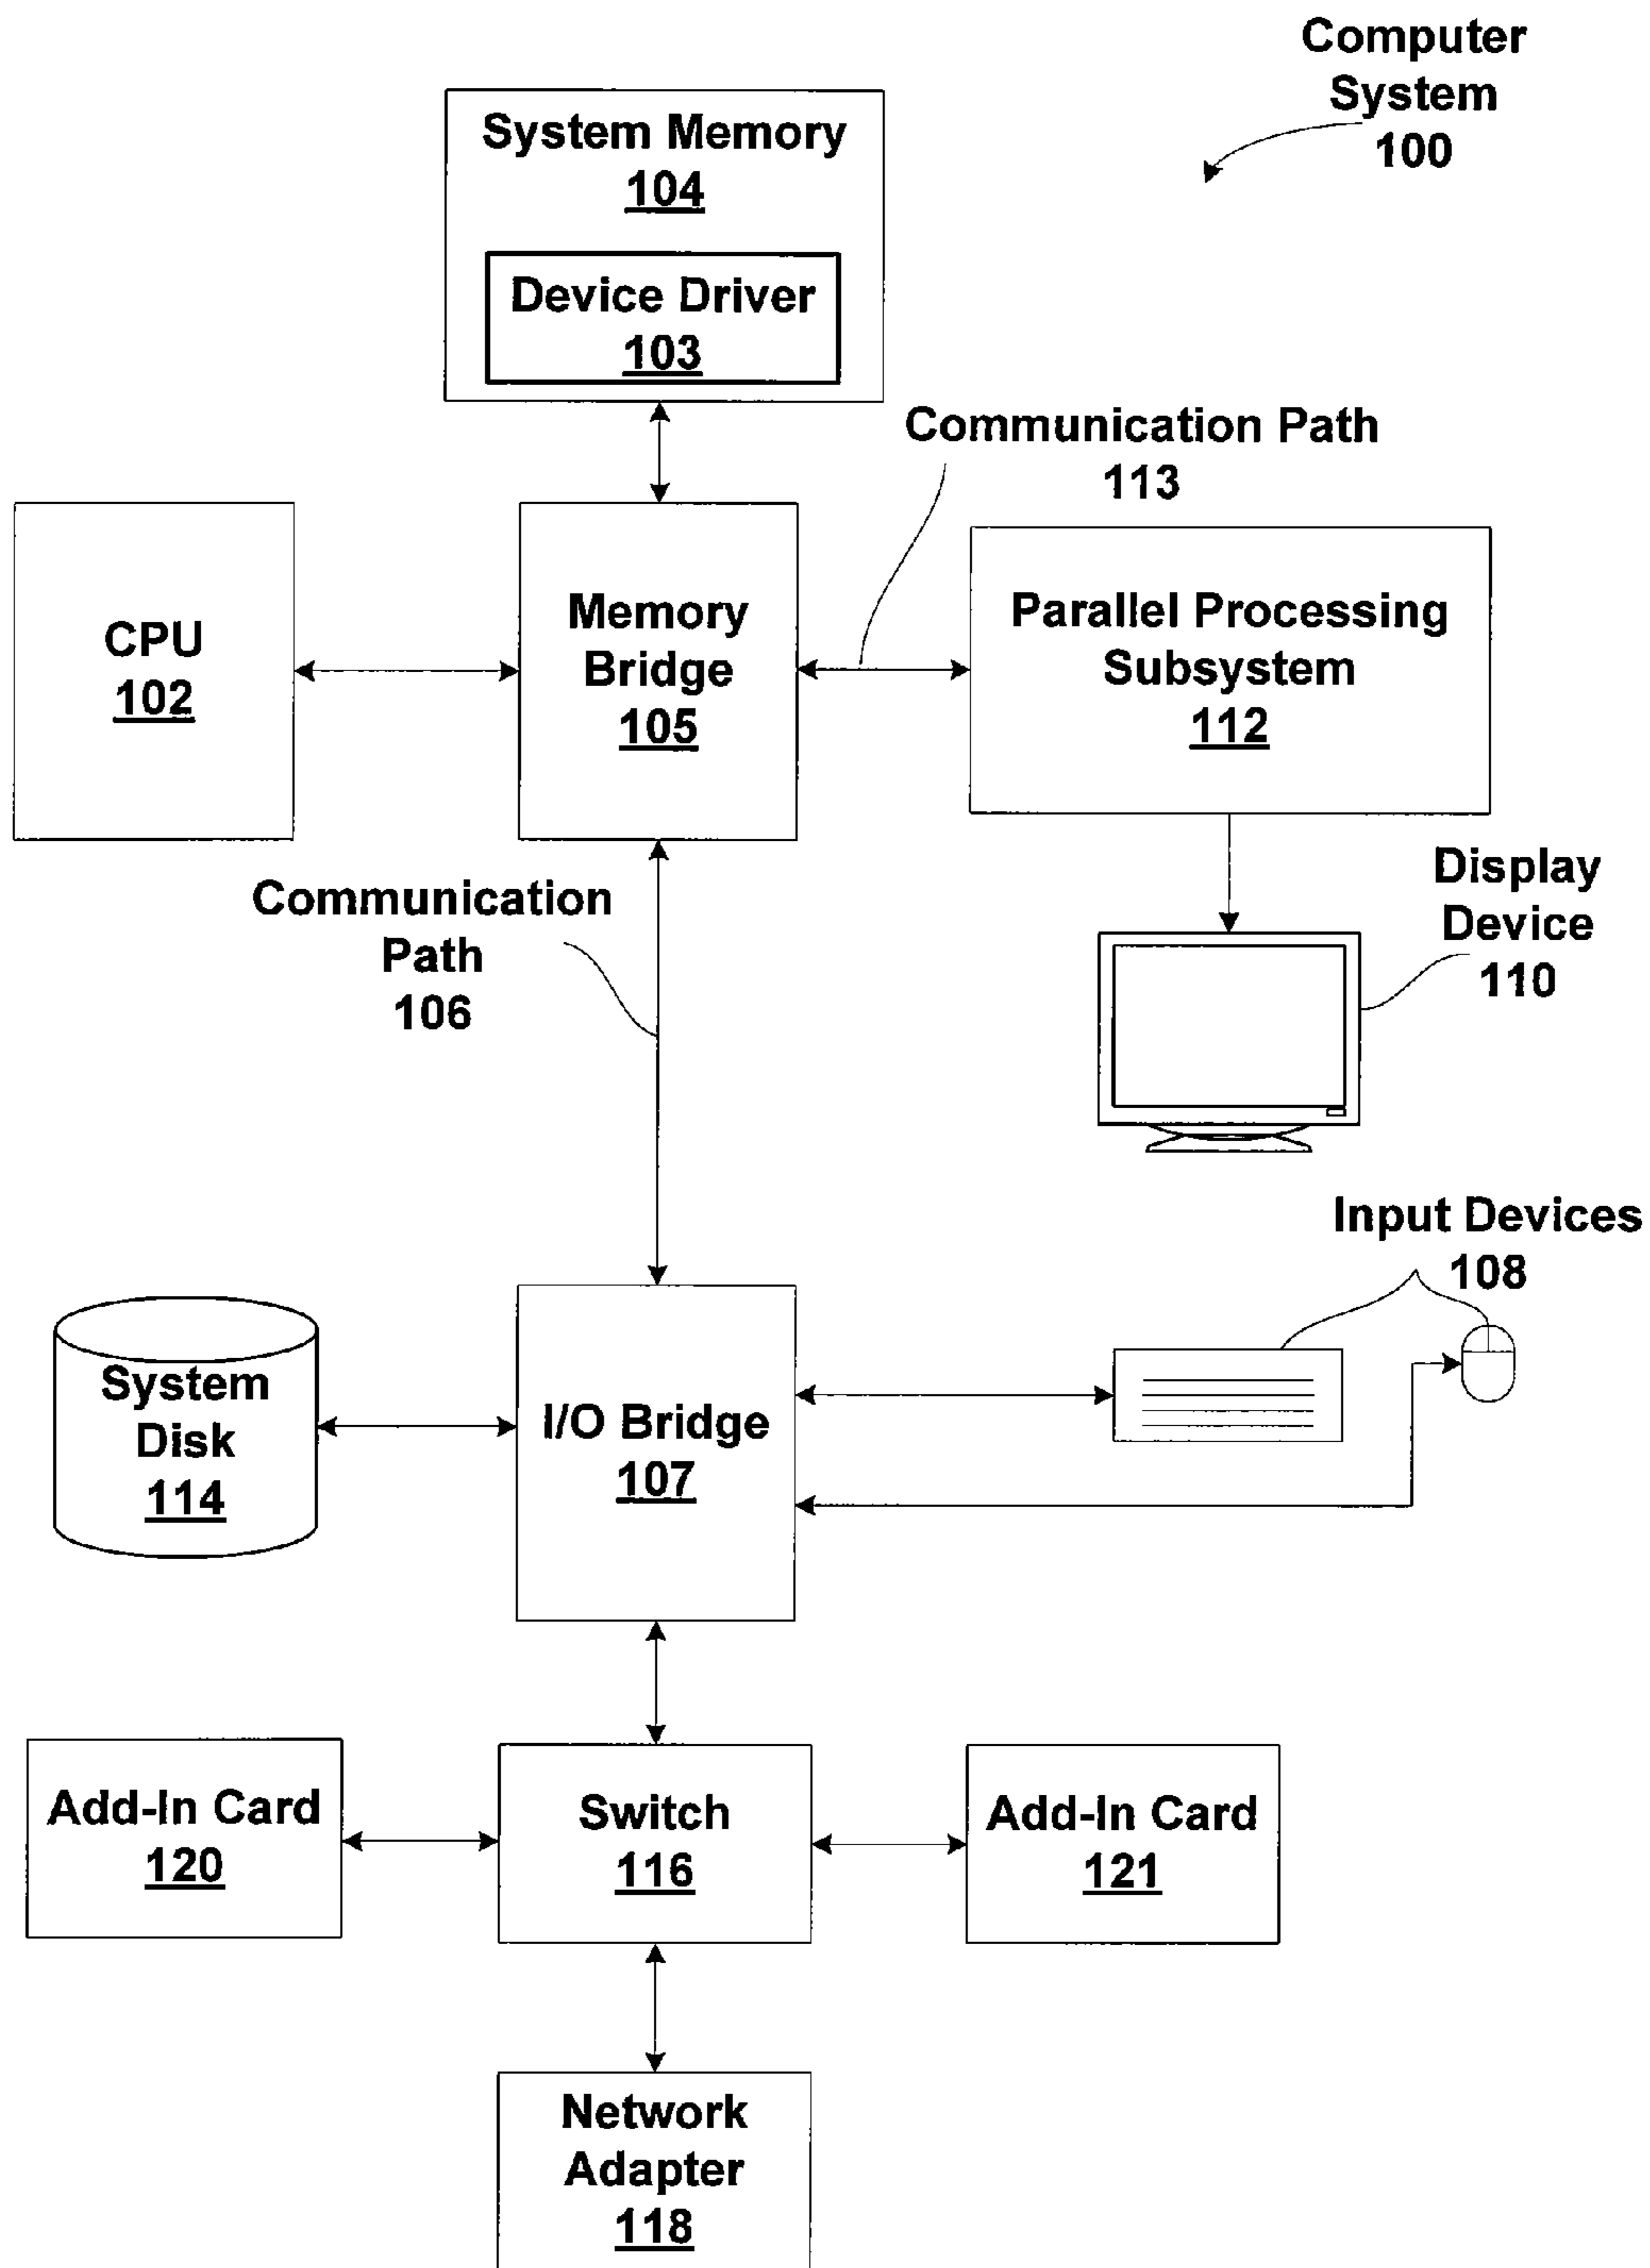 Computer
System
100
System Memory
104
Device Driver
103
Communication Path
113
CPU
102
Memory
Bridge
105
Parallel Processing
Subsystem
112
Communication
Path
106
Display
Device
110
Input Devices
108
System
Disk
114
I/O Bridge
107
Add-In Card
120
Switch
116
Add-In Card
121
Network
Adapter
118